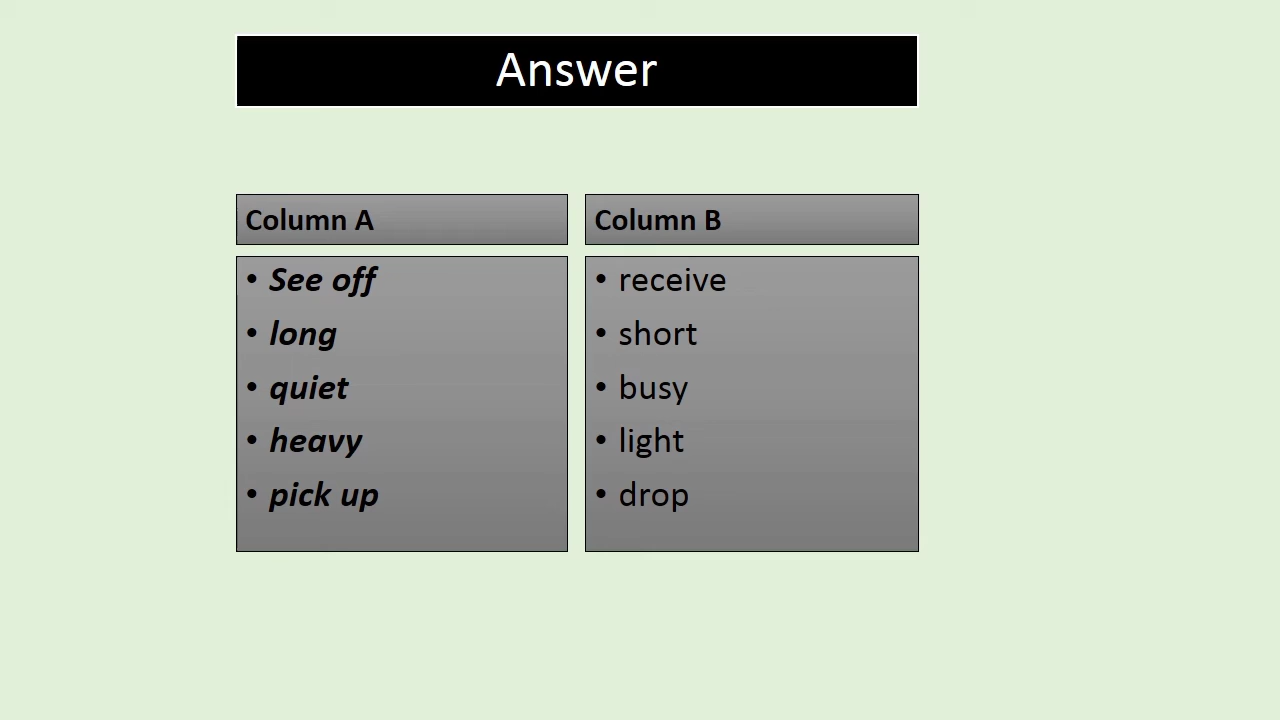 Answer
Column A
Column B
• See off
• long
• quiet
• heavy
• pick up
• receive
• short
• busy
• light
• drop